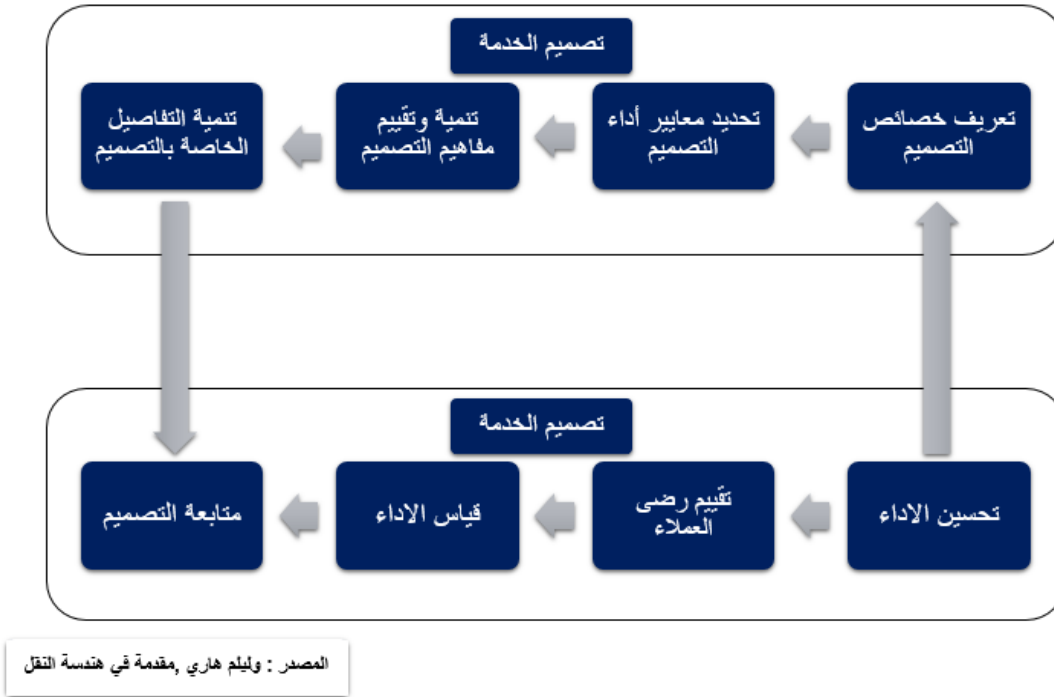 تصميم الخدمة
تعريف خصائص
التصميم
تحديد معايير أداء
التصميم
تنمية وتقييم
مفاهيم التصميم
تنمية التفاصيل
الخاصة بالتصميم
تصميم الخدمة
تحسين الاداء
تقييم رضى
العملاء
قياس الاداء
متابعة التصميم
المصدر : وليلم هاري ,مقدمة في هندسة النقل